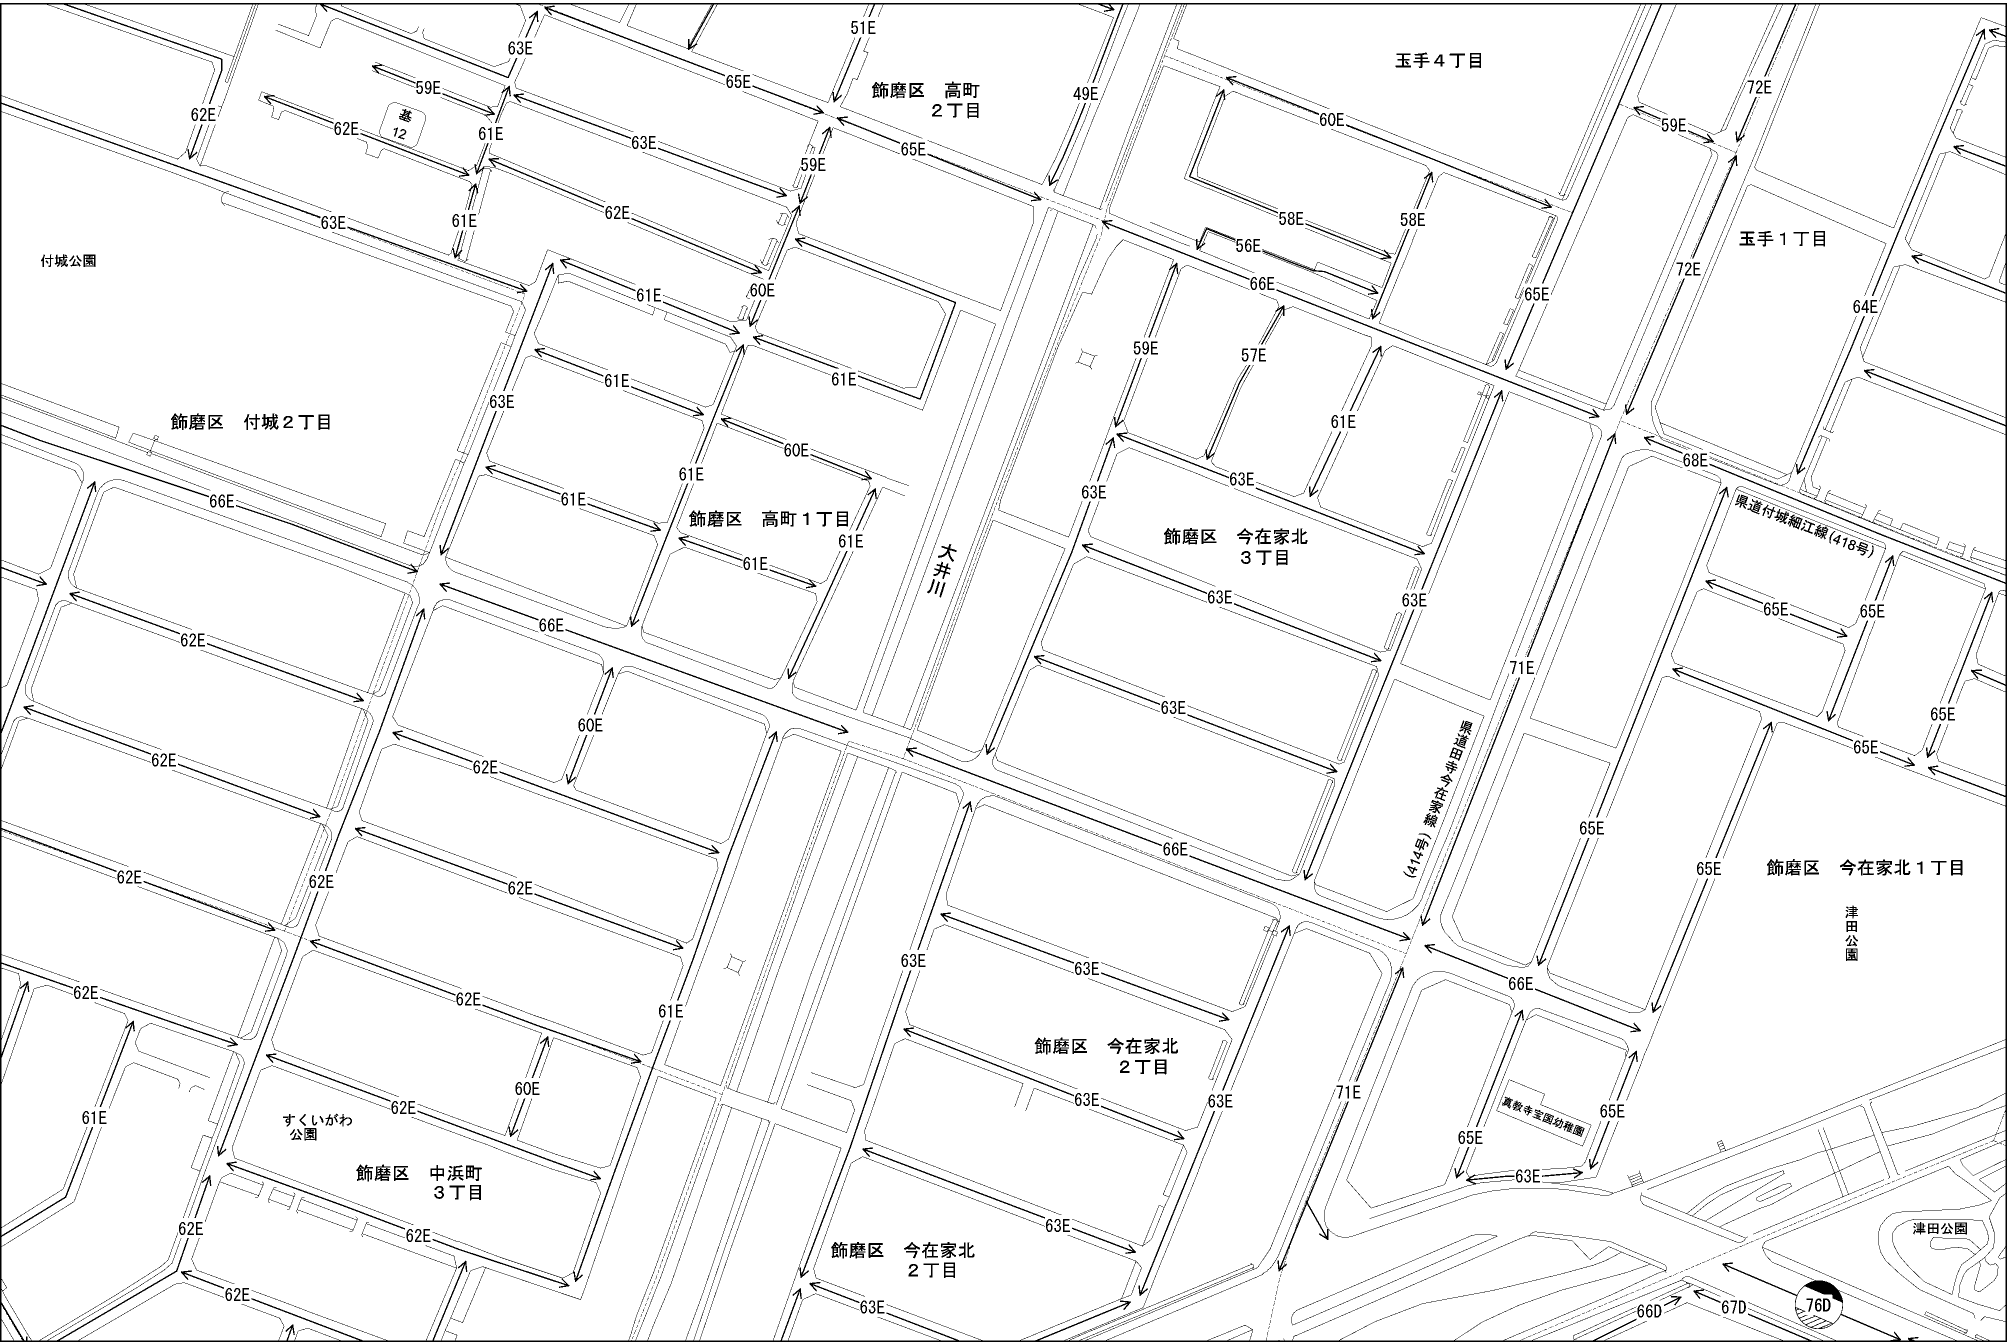 51E
63E
65E
59E
49E
飾磨区　高町
２丁目
玉手４丁目
72E
62E
基
12
62E
61E
63E
65E
60E
59E
59E
63E
61E
62E
58E
58E
56E
玉手１丁目
付城公園
61E
60E
66E
65E
72E
64E
59E
57E
61E
61E
61E
63E
飾磨区　付城２丁目
60E
61E
68E
66E
61E
61E
63E
63E
飾磨区　高町１丁目
61E
61E
大井川
飾磨区　今在家北
３丁目
県道付城細江線(418号)
63E
63E
65E
65E
62E
66E
60E
71E
63E
65E
65E
62E
62E
県道田寺今在家線
(414号)
65E
66E
65E
飾磨区　今在家北１丁目
62E
62E
62E
津田公園
63E
63E
66E
62E
62E
61E
飾磨区　今在家北
２丁目
61E
60E
62E
63E
63E
71E
65E
真教寺宝国幼稚園
65E
すくいがわ
公園
飾磨区　中浜町
３丁目
63E
62E
62E
63E
飾磨区　今在家北
２丁目
津田公園
62E
63E
66D
67D
76D